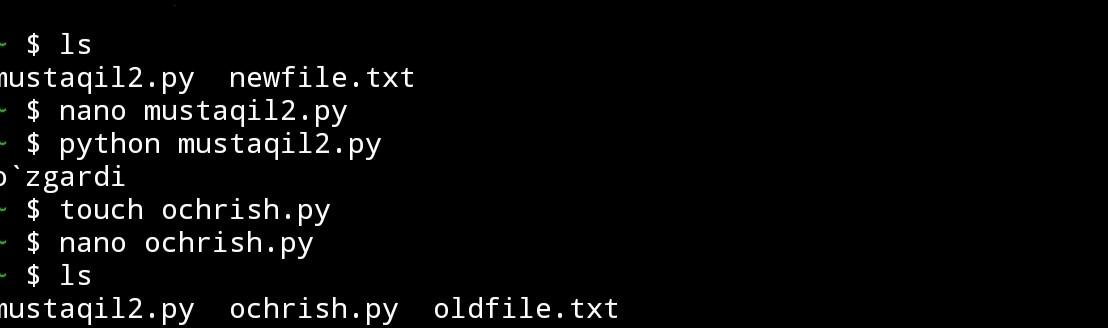 ~ $ ls
mustaqil2.py  newfile.txt
~ $ nano mustaqil2.py
~ $ python mustaqil2.py
o`zgardi
~ $ touch ochrish.py
~ $ nano ochrish.py
~ $ ls
mustaqil2.py  ochrish.py  oldfile.txt